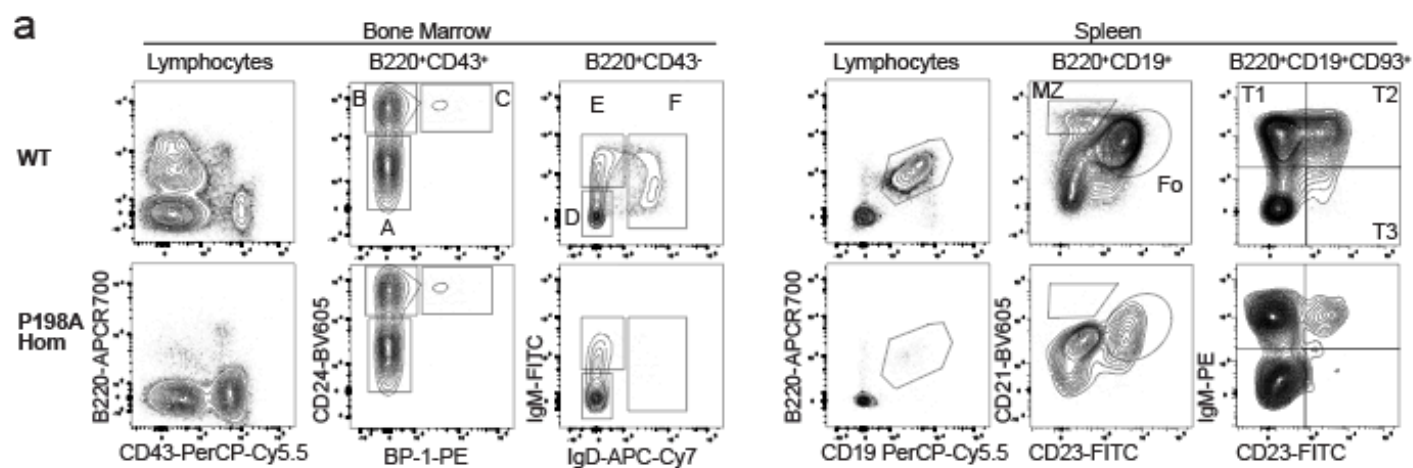 a
Bone Marrow
Spleen
Lymphocytes
B220⁺CD43⁺
B220⁺CD43⁻
Lymphocytes
B220⁺CD19⁺
B220⁺CD19⁺CD93⁺
WT
B
C
A
E
F
D
MZ
Fo
T1
T2
T3
P198A
Hom
B220-APCR700
CD43-PerCP-Cy5.5
CD24-BV605
BP-1-PE
IgM-FITC
IgD-APC-Cy7
B220-APCR700
CD19 PerCP-Cy5.5
CD21-BV605
CD23-FITC
IgM-PE
CD23-FITC